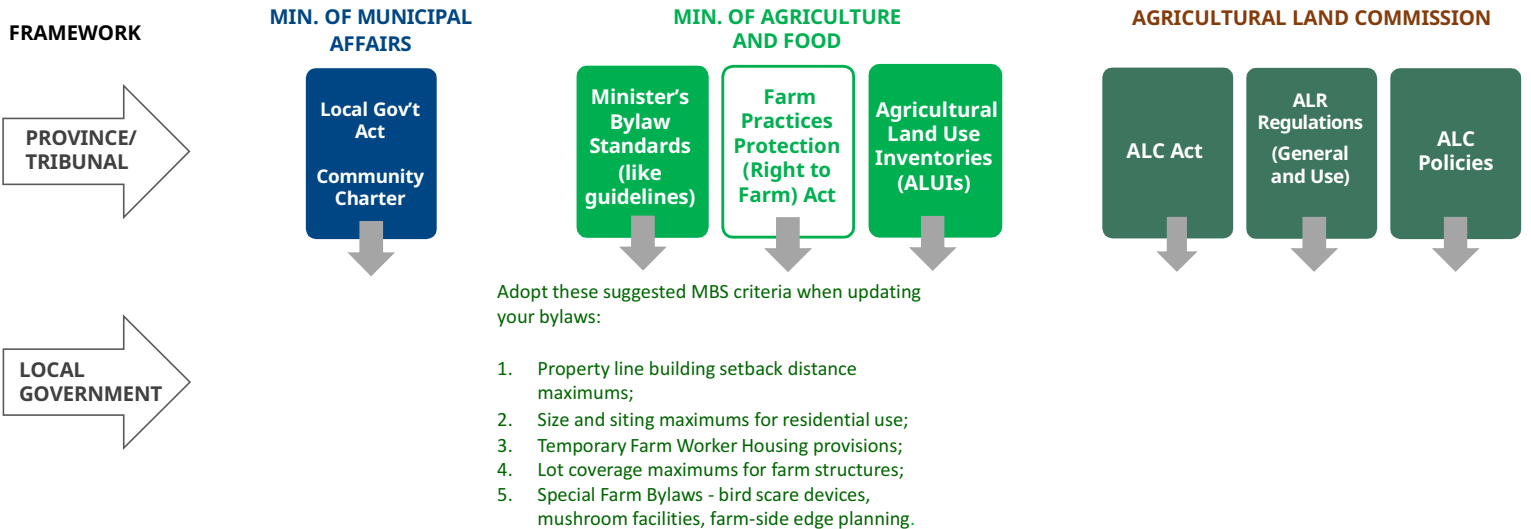 FRAMEWORK
MIN. OF MUNICIPAL
AFFAIRS
MIN. OF AGRICULTURE
AND FOOD
AGRICULTURAL LAND COMMISSION
PROVINCE/
TRIBUNAL
Local Gov’t
Act
Community
Charter
Minister’s
Bylaw
Standards
(like
guidelines)
Farm
Practices
Protection
(Right to
Farm) Act
Agricultural
Land Use
Inventories
(ALUIs)
ALC Act
ALR
Regulations
(General
and Use)
ALC
Policies
LOCAL
GOVERNMENT
Adopt these suggested MBS criteria when updating
your bylaws:
1. Property line building setback distance
maximums;
2. Size and siting maximums for residential use;
3. Temporary Farm Worker Housing provisions;
4. Lot coverage maximums for farm structures;
5. Special Farm Bylaws - bird scare devices,
mushroom facilities, farm-side edge planning.